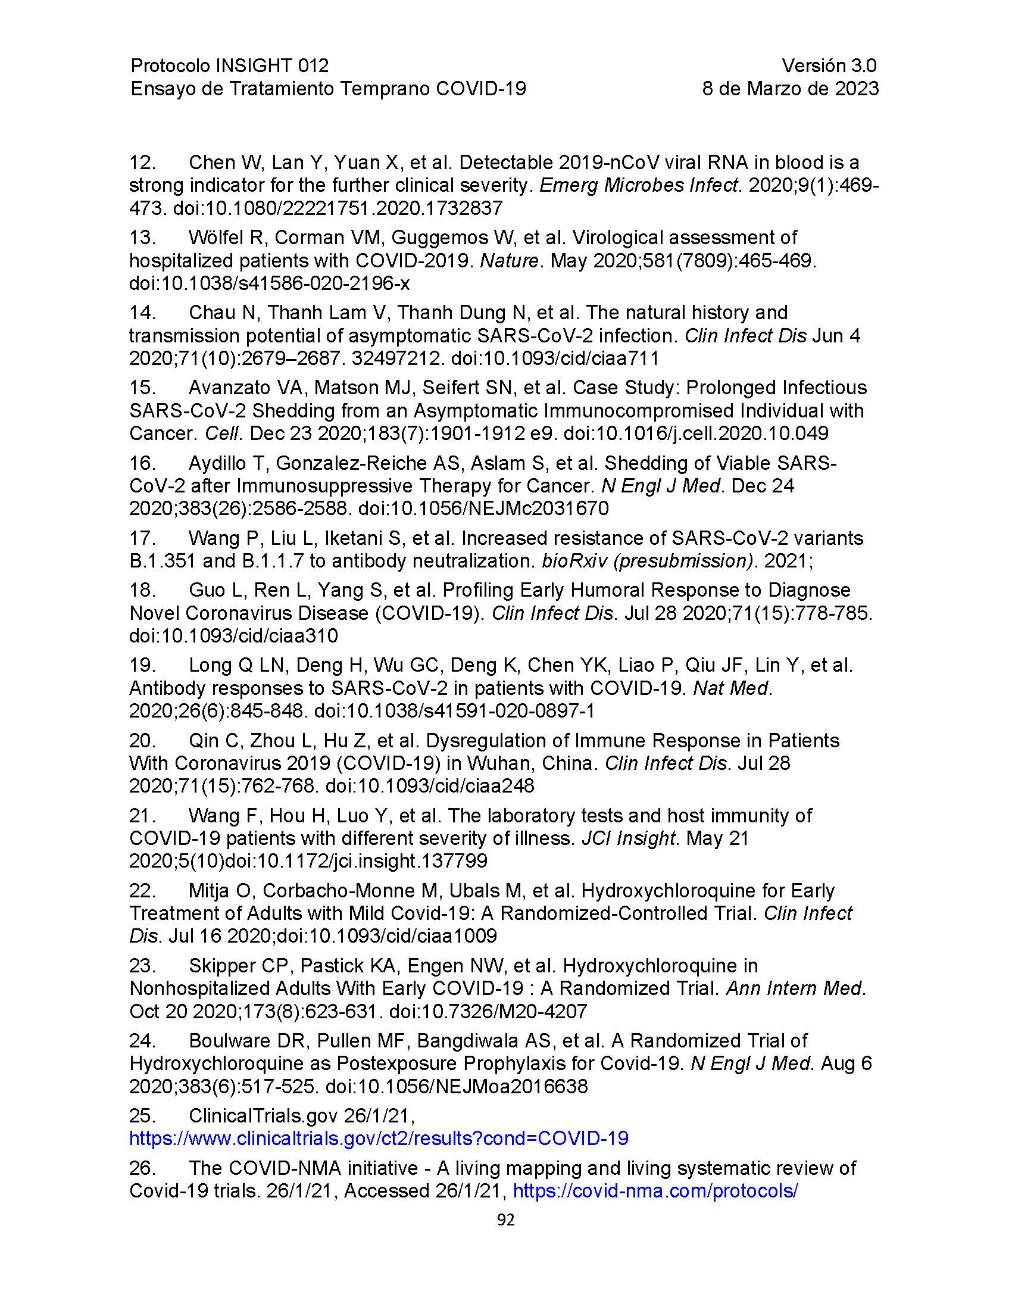 Protocolo INSIGHT 012 Versión 3.0
Ensayo de Tratamiento Temprano COVID-19 8 de Marzo de 2023
12. Chen W, Lan Y, Yuan X, et al. Detectable 2019-nCoV viral RNA in blood is a
strong indicator for the further clinical severity. Emerg Microbes Infect. 2020;9(1):469-
473. doi:10.1080/22221751.2020.1732837
13. Wölfel R, Corman VM, Guggemos W, et al. Virological assessment of
hospitalized patients with COVID-2019. Nature. May 2020;581(7809):465-469.
doi:10.1038/s41586-020-2196-x
14. Chau N, Thanh Lam V, Thanh Dung N, et al. The natural history and
transmission potential of asymptomatic SARS-CoV-2 infection. Clin Infect Dis Jun 4
2020;71(10):2679–2687. 32497212. doi:10.1093/cid/ciaa711
15. Avanzato VA, Matson MJ, Seifert SN, et al. Case Study: Prolonged Infectious
SARS-CoV-2 Shedding from an Asymptomatic Immunocompromised Individual with
Cancer. Cell. Dec 23 2020;183(7):1901-1912 e9. doi:10.1016/j.cell.2020.10.049
16. Aydillo T, Gonzalez-Reiche AS, Aslam S, et al. Shedding of Viable SARS-
CoV-2 after Immunosuppressive Therapy for Cancer. N Engl J Med. Dec 24
2020;383(26):2586-2588. doi:10.1056/NEJMc2031670
17. Wang P, Liu L, Iketani S, et al. Increased resistance of SARS-CoV-2 variants
B.1.351 and B.1.1.7 to antibody neutralization. bioRxiv (presubmission). 2021;
18. Guo L, Ren L, Yang S, et al. Profiling Early Humoral Response to Diagnose
Novel Coronavirus Disease (COVID-19). Clin Infect Dis. Jul 28 2020;71(15):778-785.
doi:10.1093/cid/ciaa310
19. Long Q LN, Deng H, Wu GC, Deng K, Chen YK, Liao P, Qiu JF, Lin Y, et al.
Antibody responses to SARS-CoV-2 in patients with COVID-19. Nat Med.
2020;26(6):845-848. doi:10.1038/s41591-020-0897-1
20. Qin C, Zhou L, Hu Z, et al. Dysregulation of Immune Response in Patients
With Coronavirus 2019 (COVID-19) in Wuhan, China. Clin Infect Dis. Jul 28
2020;71(15):762-768. doi:10.1093/cid/ciaa248
21. Wang F, Hou H, Luo Y, et al. The laboratory tests and host immunity of
COVID-19 patients with different severity of illness. JCI Insight. May 21
2020;5(10)doi:10.1172/jci.insight.137799
22. Mitja O, Corbacho-Monne M, Ubals M, et al. Hydroxychloroquine for Early
Treatment of Adults with Mild Covid-19: A Randomized-Controlled Trial. Clin Infect
Dis. Jul 16 2020;doi:10.1093/cid/ciaa1009
23. Skipper CP, Pastick KA, Engen NW, et al. Hydroxychloroquine in
Nonhospitalized Adults With Early COVID-19 : A Randomized Trial. Ann Intern Med.
Oct 20 2020;173(8):623-631. doi:10.7326/M20-4207
24. Boulware DR, Pullen MF, Bangdiwala AS, et al. A Randomized Trial of
Hydroxychloroquine as Postexposure Prophylaxis for Covid-19. N Engl J Med. Aug 6
2020;383(6):517-525. doi:10.1056/NEJMoa2016638
25. ClinicalTrials.gov 26/1/21,
https://www.clinicaltrials.gov/ct2/results?cond=COVID-19
26. The COVID-NMA initiative - A living mapping and living systematic review of
Covid-19 trials. 26/1/21, Accessed 26/1/21, https://covid-nma.com/protocols/
92